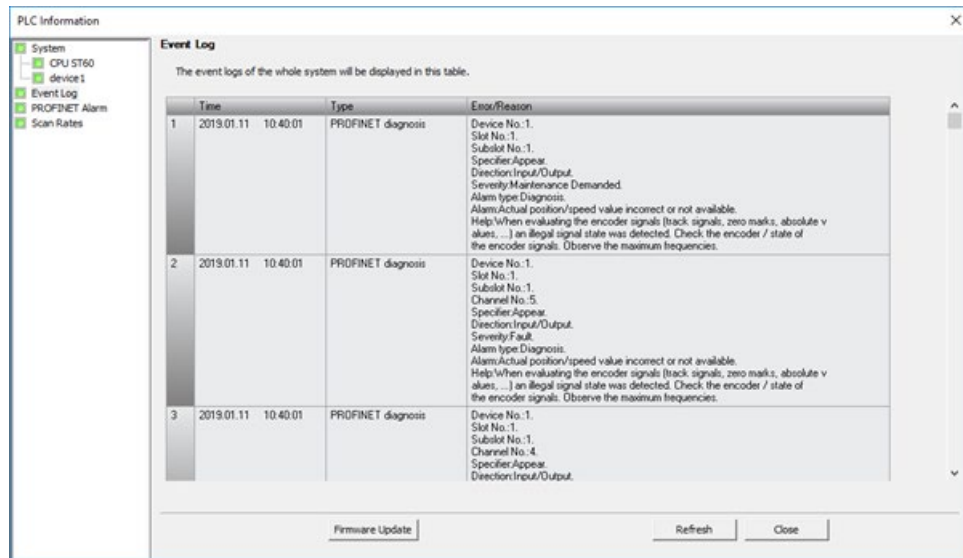 PLC Information
System
CPU ST60
device1
Event Log
PROFINET Alarm
Scan Rates
Event Log
The event logs of the whole system will be displayed in this table.
Time Type Error/Reason
1 2019.01.11 10:40:01 PROFINET diagnosis Device No.:1.
Slot No.:1.
Subslot No.:1.
Specifier:Appear.
Direction:Input/Output.
Severity:Maintenance Demanded.
Alarm type:Diagnosis.
Alarm:Actual position/speed value incorrect or not available.
Help:When evaluating the encoder signals (track signals, zero marks, absolute v
alues, ...) an illegal signal state was detected. Check the encoder / state of
the encoder signals. Observe the maximum frequencies.
2 2019.01.11 10:40:01 PROFINET diagnosis Device No.:1.
Slot No.:1.
Subslot No.:1.
Channel No.:5.
Specifier:Appear.
Direction:Input/Output.
Severity:Fault.
Alarm type:Diagnosis.
Alarm:Actual position/speed value incorrect or not available.
Help:When evaluating the encoder signals (track signals, zero marks, absolute v
alues, ...) an illegal signal state was detected. Check the encoder / state of
the encoder signals. Observe the maximum frequencies.
3 2019.01.11 10:40:01 PROFINET diagnosis Device No.:1.
Slot No.:1.
Subslot No.:1.
Channel No.:4.
Specifier:Appear.
Direction:Input/Output.
Firmware Update Refresh Close